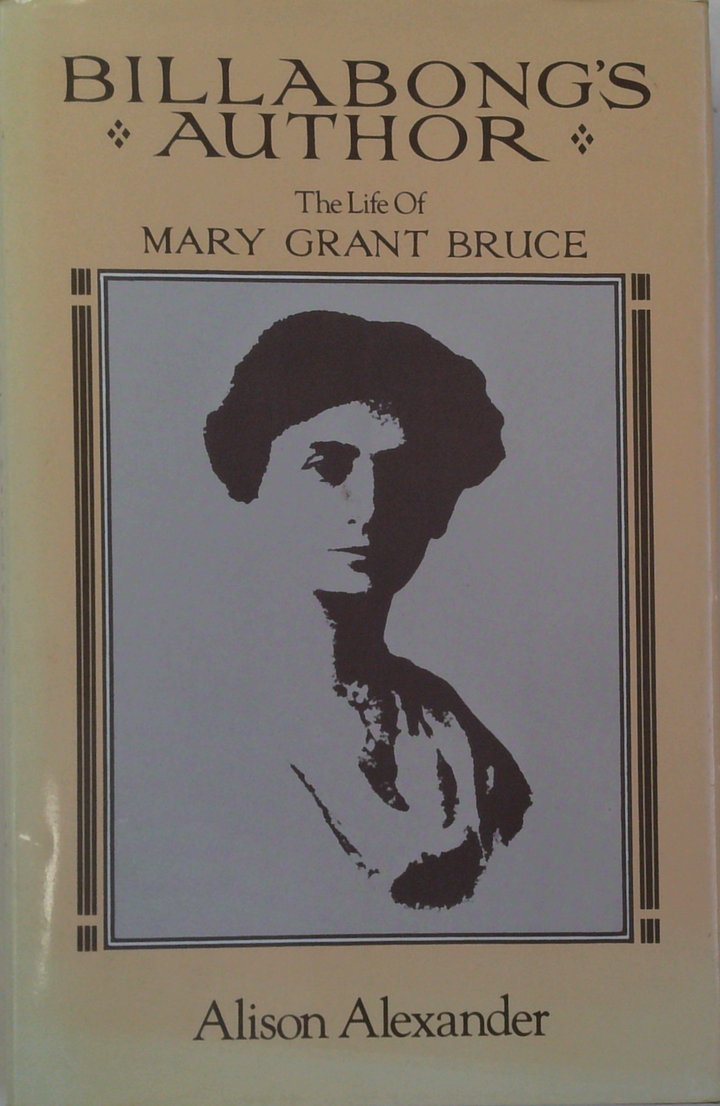 BILLABONG'S
AUTHOR
The Life Of
MARY GRANT BRUCE
Alison Alexander